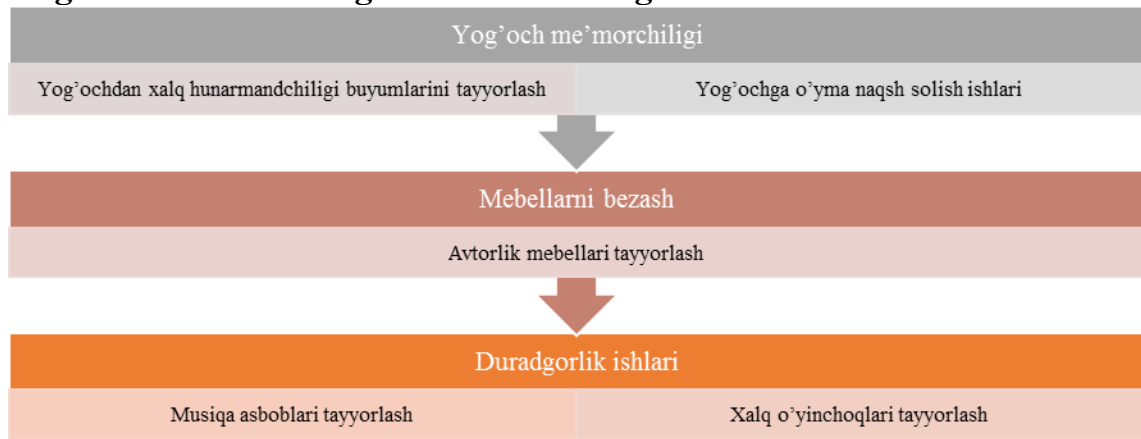 Yog’och me’morchiligi
Yog’ochdan xalq hunarmandchiligi buyumlarini tayyorlash
Yog’ochga o’yma naqsh solish ishlari
Mebellarni bezash
Avtorlik mebellari tayyorlash
Duradgorlik ishlari
Musiqa asboblari tayyorlash
Xalq o’yinchoqlari tayyorlash